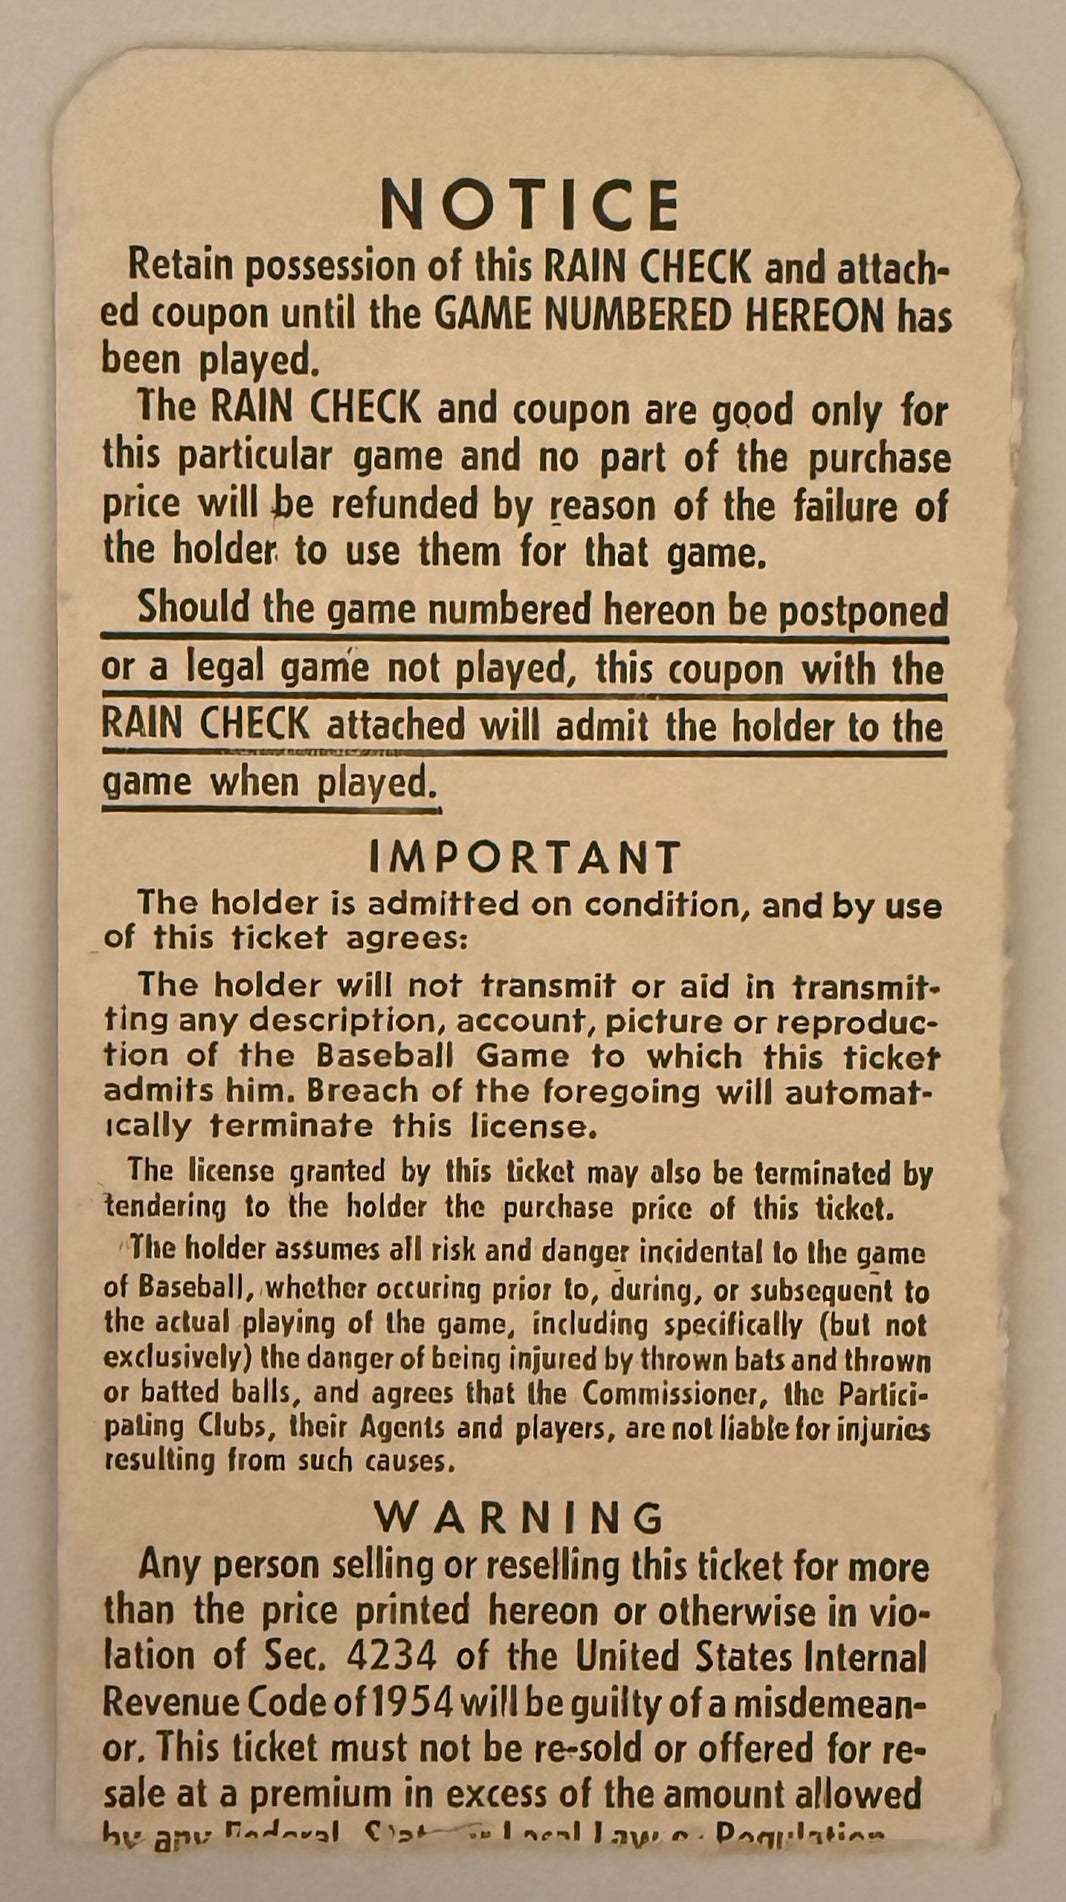 NOTICE
Retain possession of this RAIN CHECK and attach-
ed coupon until the GAME NUMBERED HEREON has
been played.
The RAIN CHECK and coupon are good only for
this particular game and no part of the purchase
price will be refunded by reason of the failure of
the holder to use them for that game.
Should the game numbered hereon be postponed
or a legal game not played, this coupon with the
RAIN CHECK attached will admit the holder to the
game when played.
IMPORTANT
The holder is admitted on condition, and by use
of this ticket agrees:
The holder will not transmit or aid in transmit-
ting any description, account, picture or reproduc-
tion of the Baseball Game to which this ticket
admits him. Breach of the foregoing will automat-
ically terminate this license.
The license granted by this ticket may also be terminated by
tendering to the holder the purchase price of this ticket.
The holder assumes all risk and danger incidental to the game
of Baseball, whether occuring prior to, during, or subsequent to
the actual playing of the game, including specifically (but not
exclusively) the danger of being injured by thrown bats and thrown
or batted balls, and agrees that the Commissioner, the Partici-
pating Clubs, their Agents and players, are not liable for injuries
resulting from such causes.
WARNING
Any person selling or reselling this ticket for more
than the price printed hereon or otherwise in vio-
lation of Sec. 4234 of the United States Internal
Revenue Code of 1954 will be guilty of a misdemean-
or. This ticket must not be re-sold or offered for re-
sale at a premium in excess of the amount allowed
by any Federal, State or Local Law or Regulation